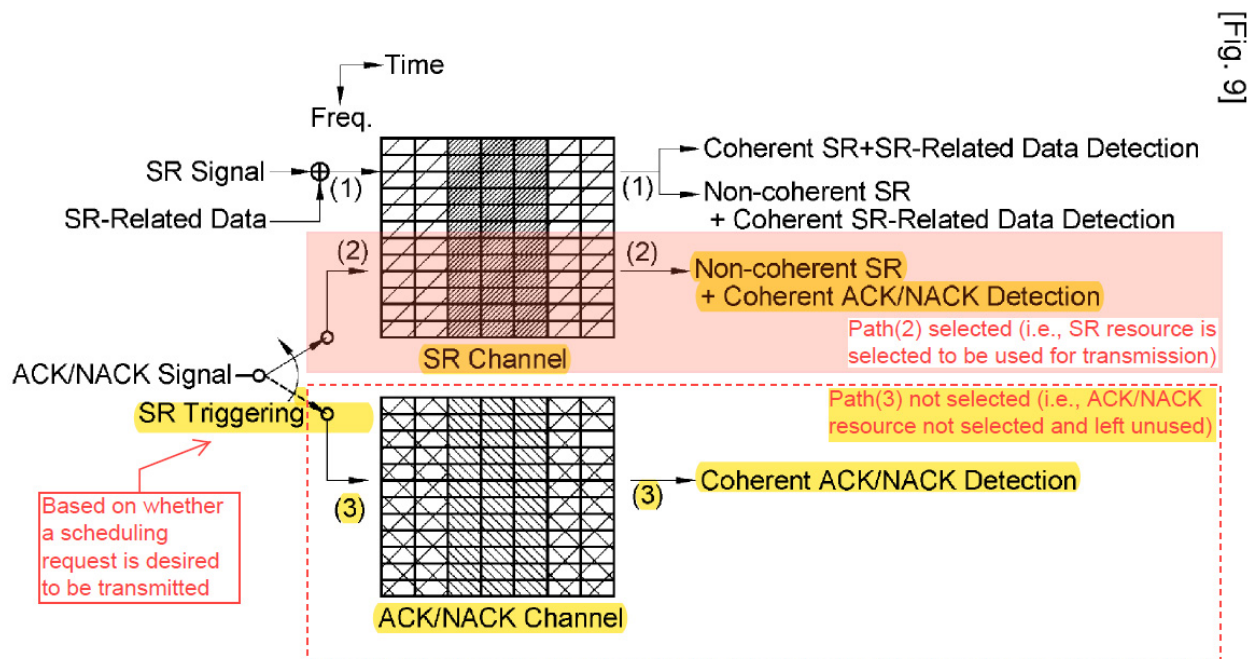 [Fig. 9]
Time
Freq.
SR Signal
(1)
(1)
Coherent SR+SR-Related Data Detection
SR-Related Data
Non-coherent SR
+ Coherent SR-Related Data Detection
(2)
(2)
Non-coherent SR
+ Coherent ACK/NACK Detection
Path(2) selected (i.e., SR resource is
selected to be used for transmission)
SR Channel
ACK/NACK Signal
SR Triggering
Path(3) not selected (i.e., ACK/NACK
resource not selected and left unused)
(3)
(3)
Coherent ACK/NACK Detection
Based on whether
a scheduling
request is desired
to be transmitted
ACK/NACK Channel